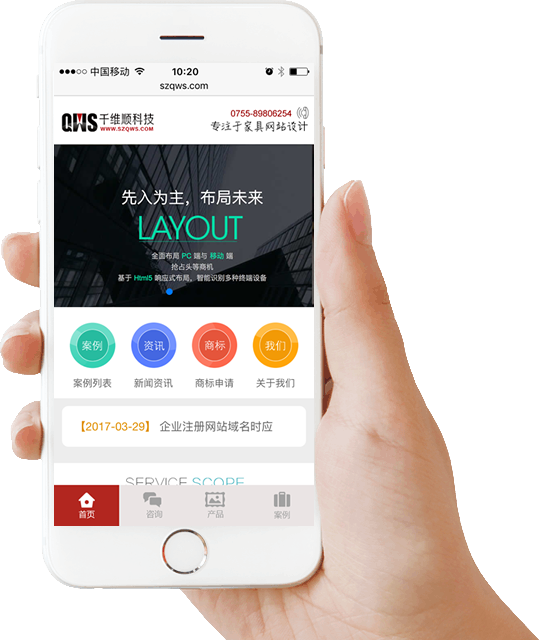 中国移动 10:20
szqws.com
QWS 千维顺科技
WWW.SZQWS.COM
0755-89806254
专注于家具网站设计
先入为主，布局未来
LAYOUT
全面布局 PC 端与 移动 端
抢占头等商机
基于 Html5 响应式布局，智能识别多种终端设备
案例 资讯 商标 我们
案例列表 新闻资讯 商标申请 关于我们
【2017-03-29】 企业注册网站域名时应
SERVICE SCOPE
首页 咨询 产品 案例